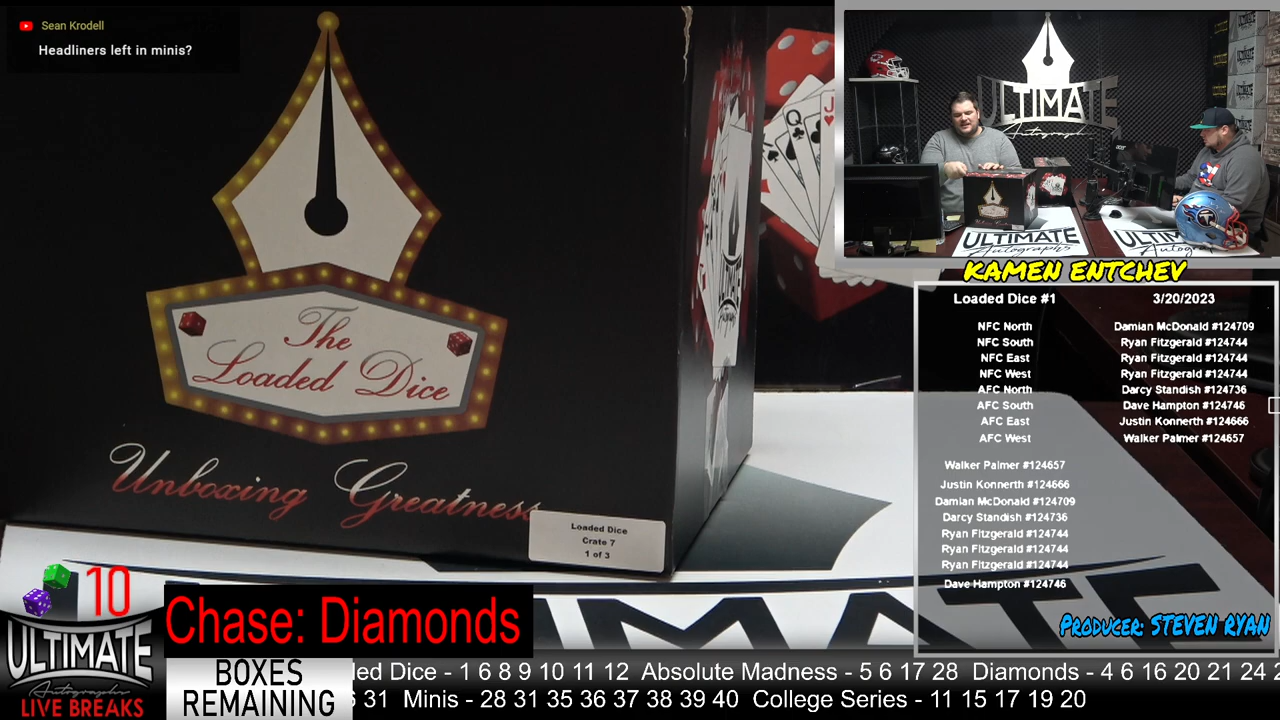 Sean Krodell
Headliners left in minis?
The
Loaded Dice
Unboxing Greatness
Loaded Dice
Crate 7
1 of 3
ULTIMATE
Autographs
ULTIMATE
Autographs
KAMEN ENTCHEV
Loaded Dice #1 3/20/2023
NFC North Damian McDonald #124709
NFC South Ryan Fitzgerald #124744
NFC East Ryan Fitzgerald #124744
NFC West Ryan Fitzgerald #124744
AFC North Darcy Standish #124736
AFC South Dave Hampton #124746
AFC East Justin Konnerth #124666
AFC West Walker Palmer #124657
Walker Palmer #124657
Justin Konnerth #124666
Damian McDonald #124709
Darcy Standish #124736
Ryan Fitzgerald #124744
Ryan Fitzgerald #124744
Ryan Fitzgerald #124744
Dave Hampton #124746
Producer: STEVEN RYAN
10
ULTIMATE
Autographs
LIVE BREAKS
Chase: Diamonds
BOXES
REMAINING
Dice - 1 6 8 9 10 11 12 Absolute Madness - 5 6 17 28 Diamonds - 4 6 16 20 21 24
31 Minis - 28 31 35 36 37 38 39 40 College Series - 11 15 17 19 20